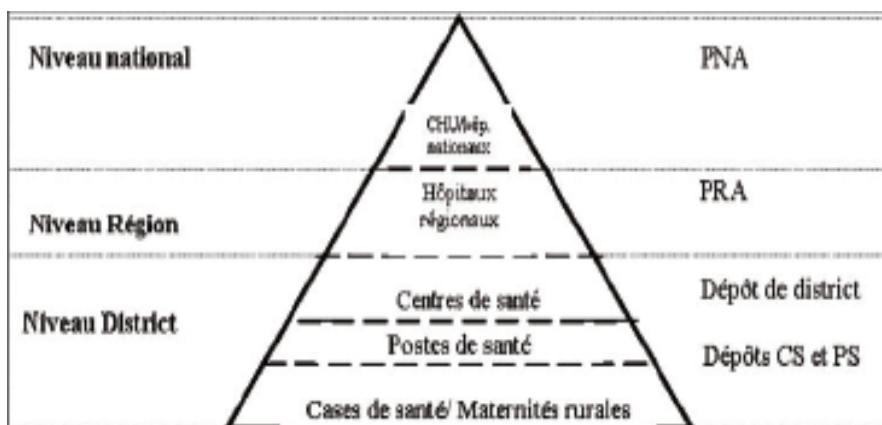 Niveau national
PNA
CHU/Hôp.
nationaux
Hôpitaux
régionaux
PRA
Niveau Région
Centres de santé
Dépôt de district
Niveau District
Postes de santé
Dépôts CS et PS
Cases de santé/ Maternités rurales